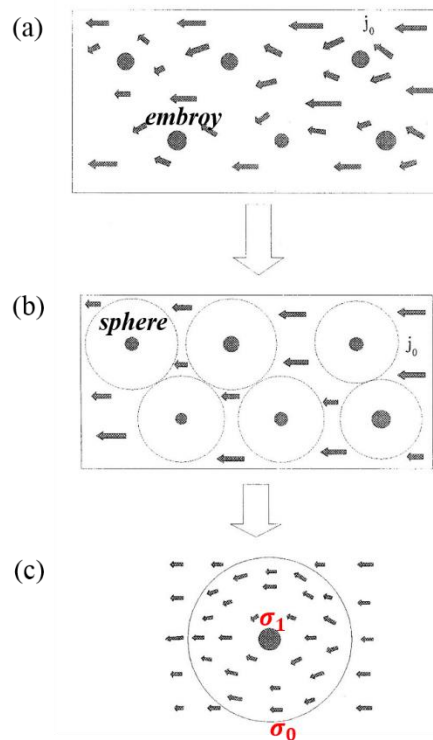 (a)
j₀
embroy
(b)
sphere
j₀
(c)
σ₁
σ₀